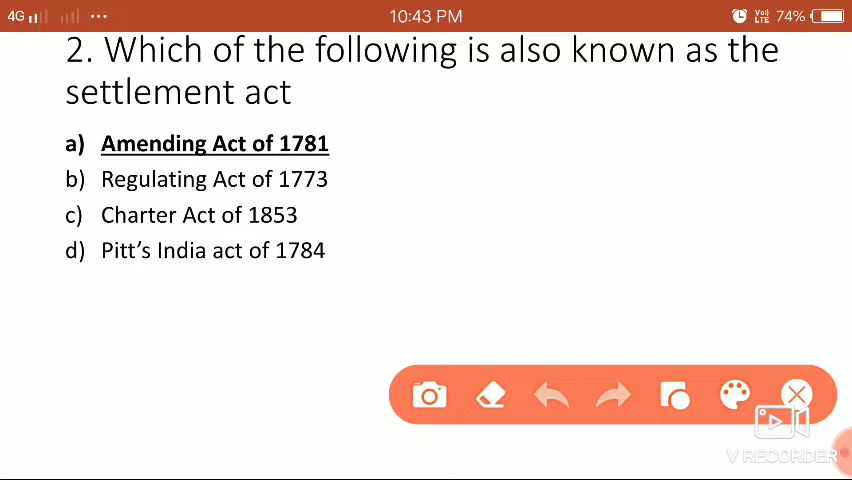 4G 10:43 PM VoLTE 74%
2. Which of the following is also known as the
settlement act
a) Amending Act of 1781
b) Regulating Act of 1773
c) Charter Act of 1853
d) Pitt’s India act of 1784
V RECORDER